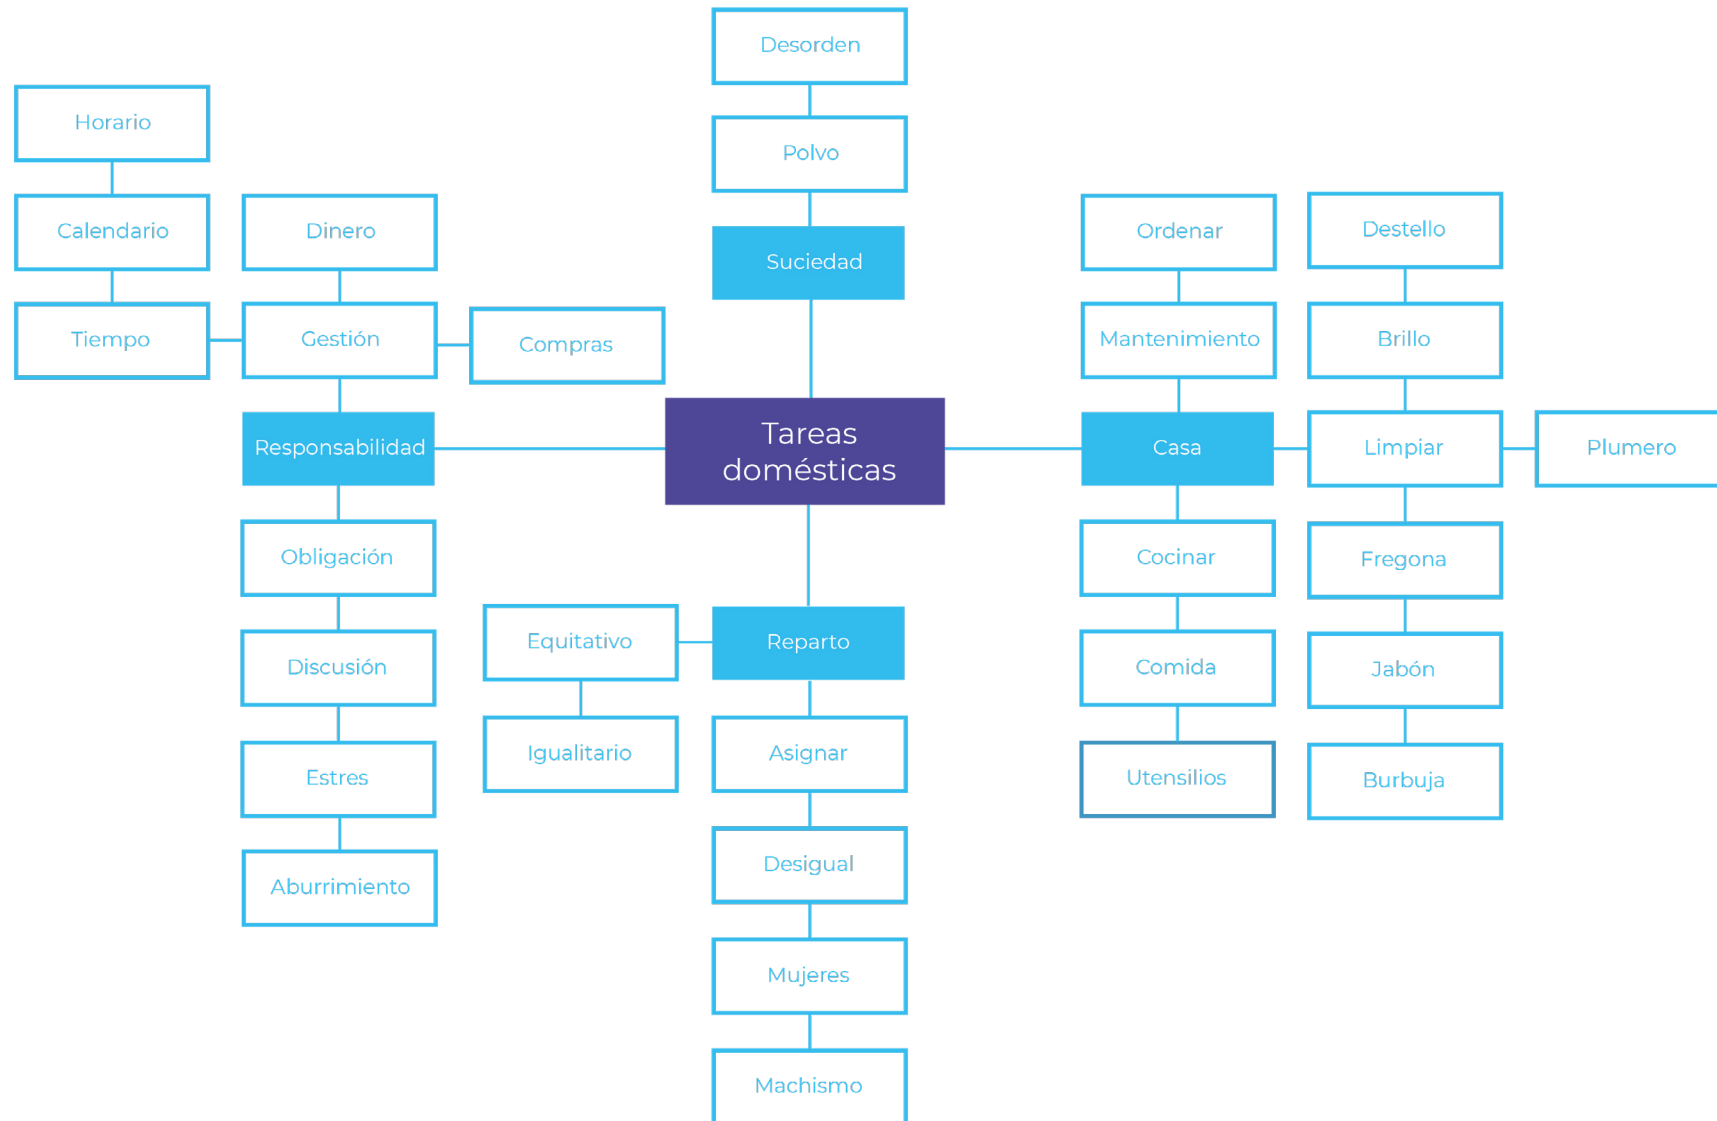 Desorden
Horario
Polvo
Calendario
Dinero
Ordenar
Destello
Suciedad
Tiempo
Gestión
Compras
Mantenimiento
Brillo
Tareas
domésticas
Responsabilidad
Casa
Limpiar
Plumero
Obligación
Cocinar
Fregona
Equitativo
Reparto
Discusión
Comida
Jabón
Igualitario
Asignar
Estres
Utensilios
Burbuja
Desigual
Aburrimiento
Mujeres
Machismo